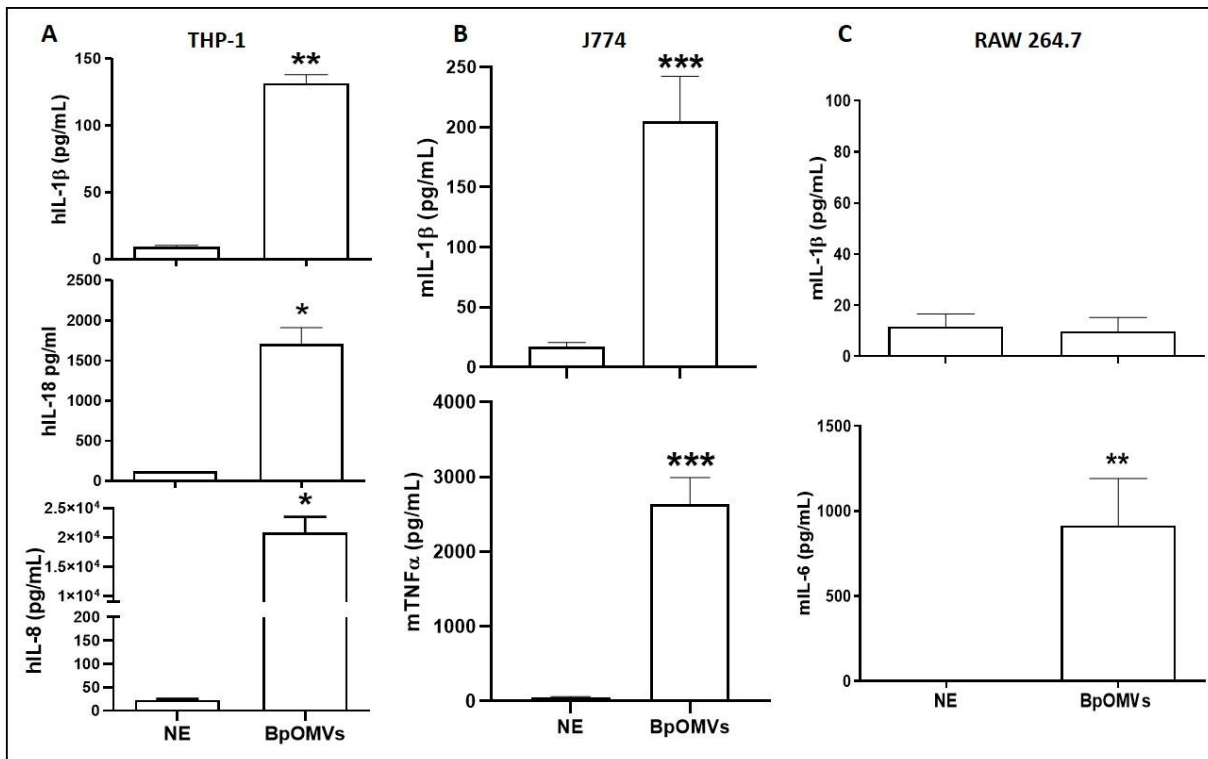 A
THP-1
150
100
50
0
hIL-1β (pg/mL)
**
2500
2000
1500
1000
500
0
hIL-18 pg/ml
*
2.5×10⁴
2×10⁴
1.5×10⁴
1×10⁴
200
150
100
50
0
hIL-8 (pg/mL)
*
NE BpOMVs
B
J774
250
200
150
100
50
0
mIL-1β (pg/mL)
***
4000
3000
2000
1000
0
mTNFα (pg/mL)
***
NE BpOMVs
C
RAW 264.7
100
80
60
40
20
0
mIL-1β (pg/mL)
1500
1000
500
0
mIL-6 (pg/mL)
**
NE BpOMVs